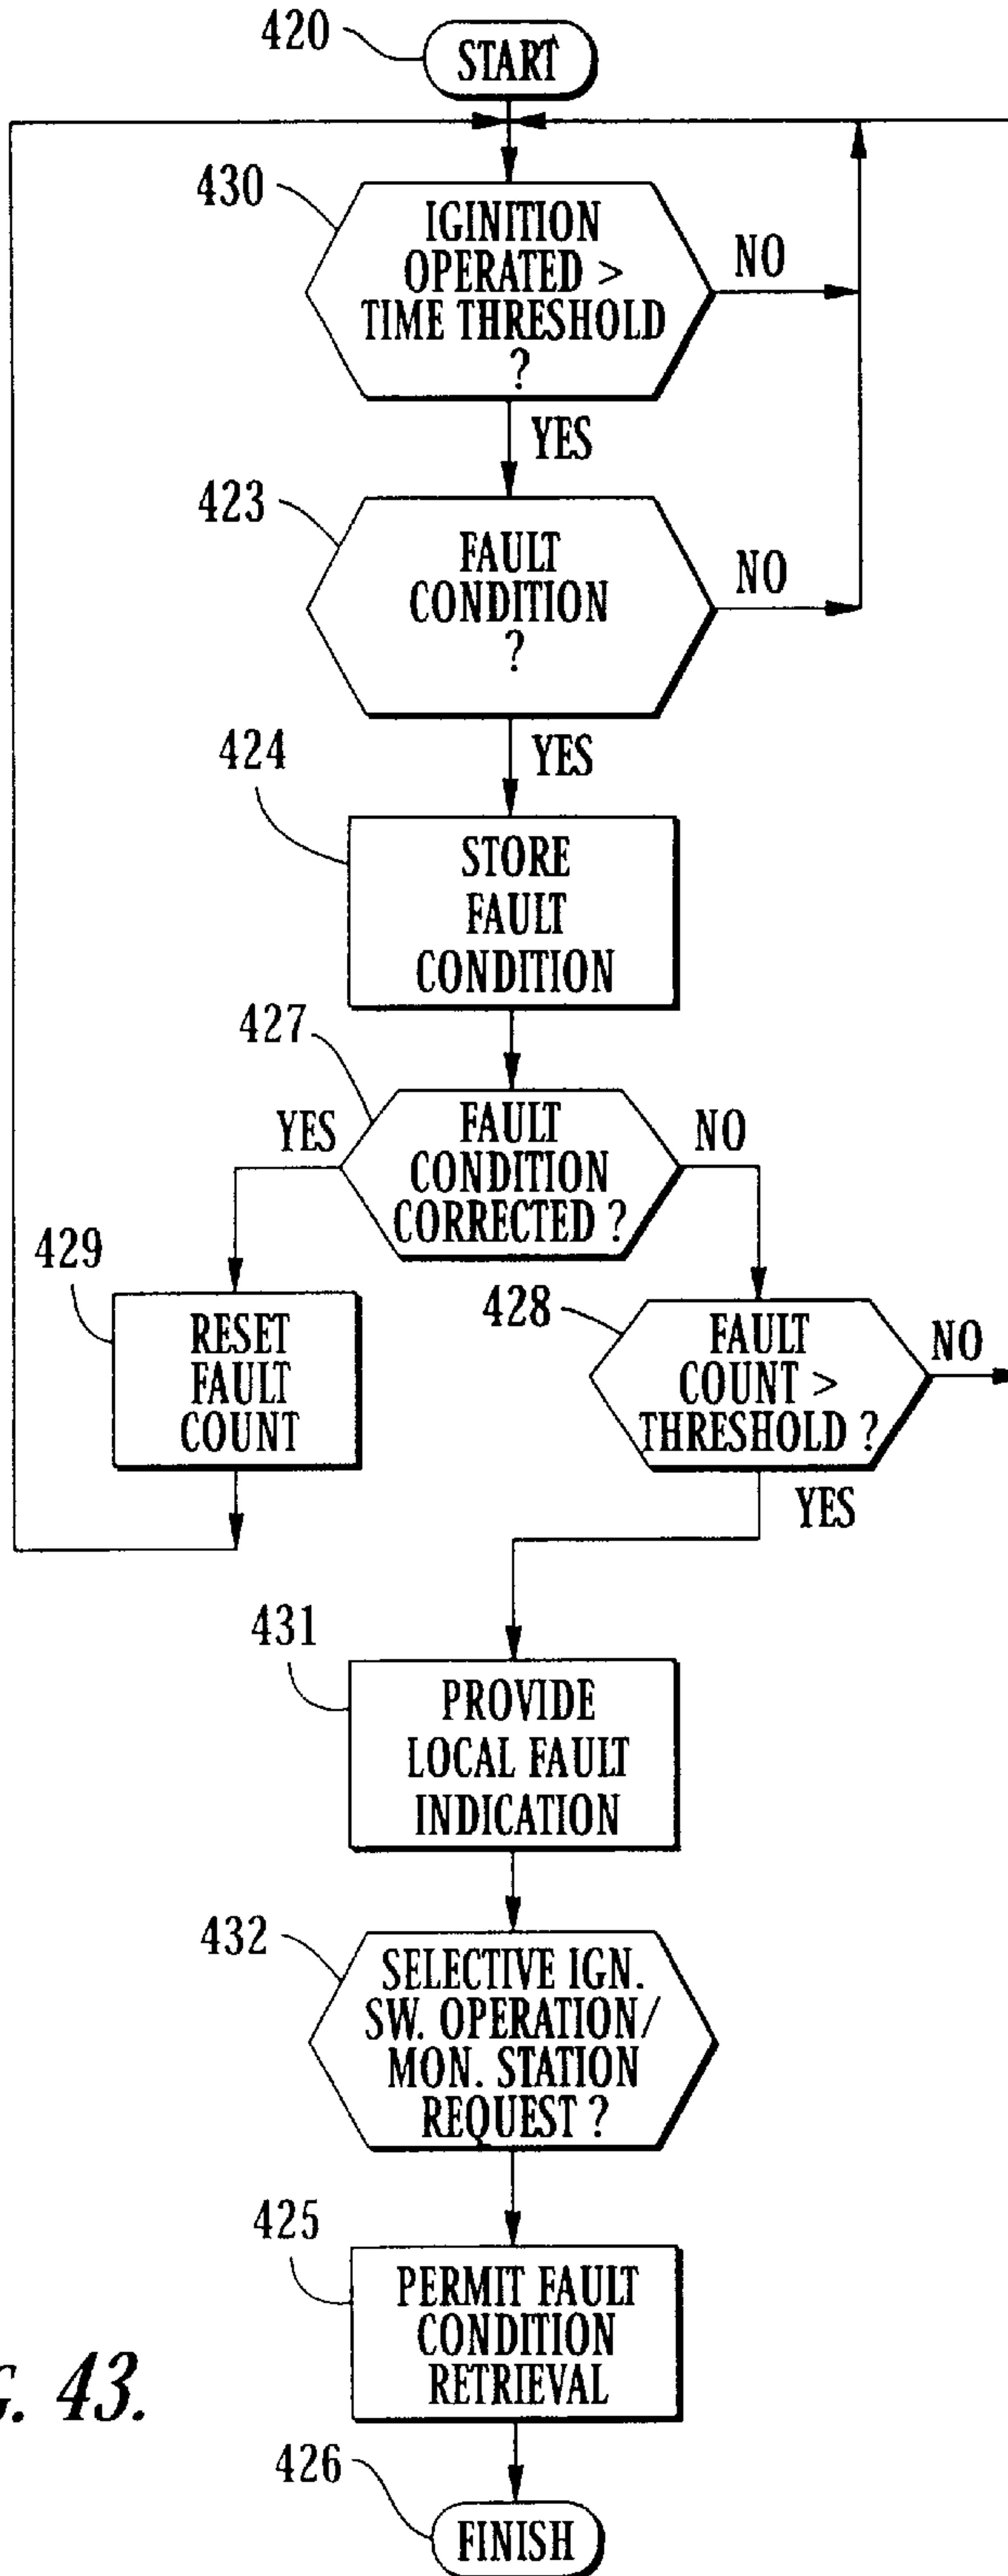 420
START
430
IGINITION
OPERATED >
TIME THRESHOLD
?
NO
YES
423
FAULT
CONDITION
?
NO
YES
424
STORE
FAULT
CONDITION
427
YES
FAULT
CONDITION
CORRECTED ?
NO
429
RESET
FAULT
COUNT
428
FAULT
COUNT >
THRESHOLD ?
NO
YES
431
PROVIDE
LOCAL FAULT
INDICATION
432
SELECTIVE IGN.
SW. OPERATION/
MON. STATION
REQUEST ?
425
PERMIT FAULT
CONDITION
RETRIEVAL
G. 43.
426
FINISH